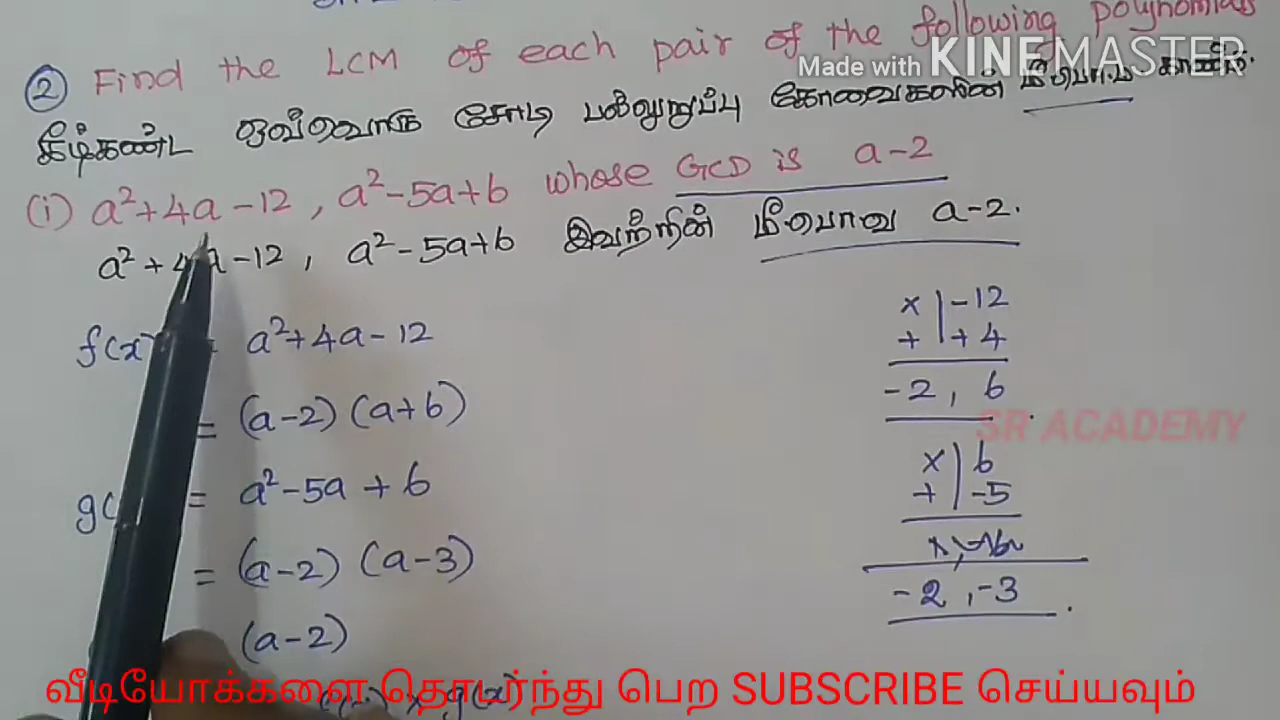 ② Find the LCM of each pair of the following polynomials
Made with KINEMASTER
கீழ்கண்ட ஒவ்வொரு சோடி பல்லுறுப்பு கோவைகளின் மீ.பொ.ம காண்க.
(i) a²+4a-12, a²-5a+6 whose GCD is a-2
a²+4a-12, a²-5a+6 இவற்றின் மீபொவ a-2.
f(x) = a²+4a-12
= (a-2)(a+6)
g( = a²-5a+6
= (a-2)(a-3)
(a-2)
x | -12
+ | +4
-2, 6
SR ACADEMY
x | 6
+ | -5
-2, -3
x g(x)
வீடியோக்களை தொடர்ந்து பெற SUBSCRIBE செய்யவும்